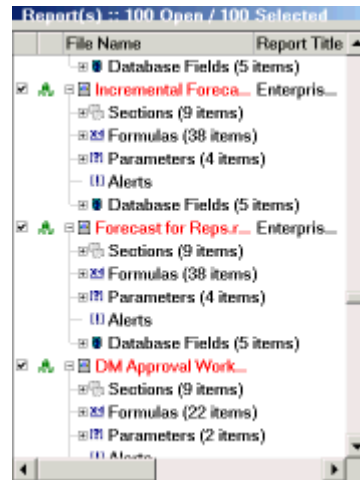 Report(s) :: 100 Open / 100 Selected
File Name Report Title
Database Fields (5 items)
Incremental Foreca... Enterpris...
Sections (9 items)
Formulas (38 items)
Parameters (4 items)
Alerts
Database Fields (5 items)
Forecast for Reps.r... Enterpris...
Sections (9 items)
Formulas (38 items)
Parameters (4 items)
Alerts
Database Fields (5 items)
DM Approval Work...
Sections (9 items)
Formulas (22 items)
Parameters (2 items)
Alerts